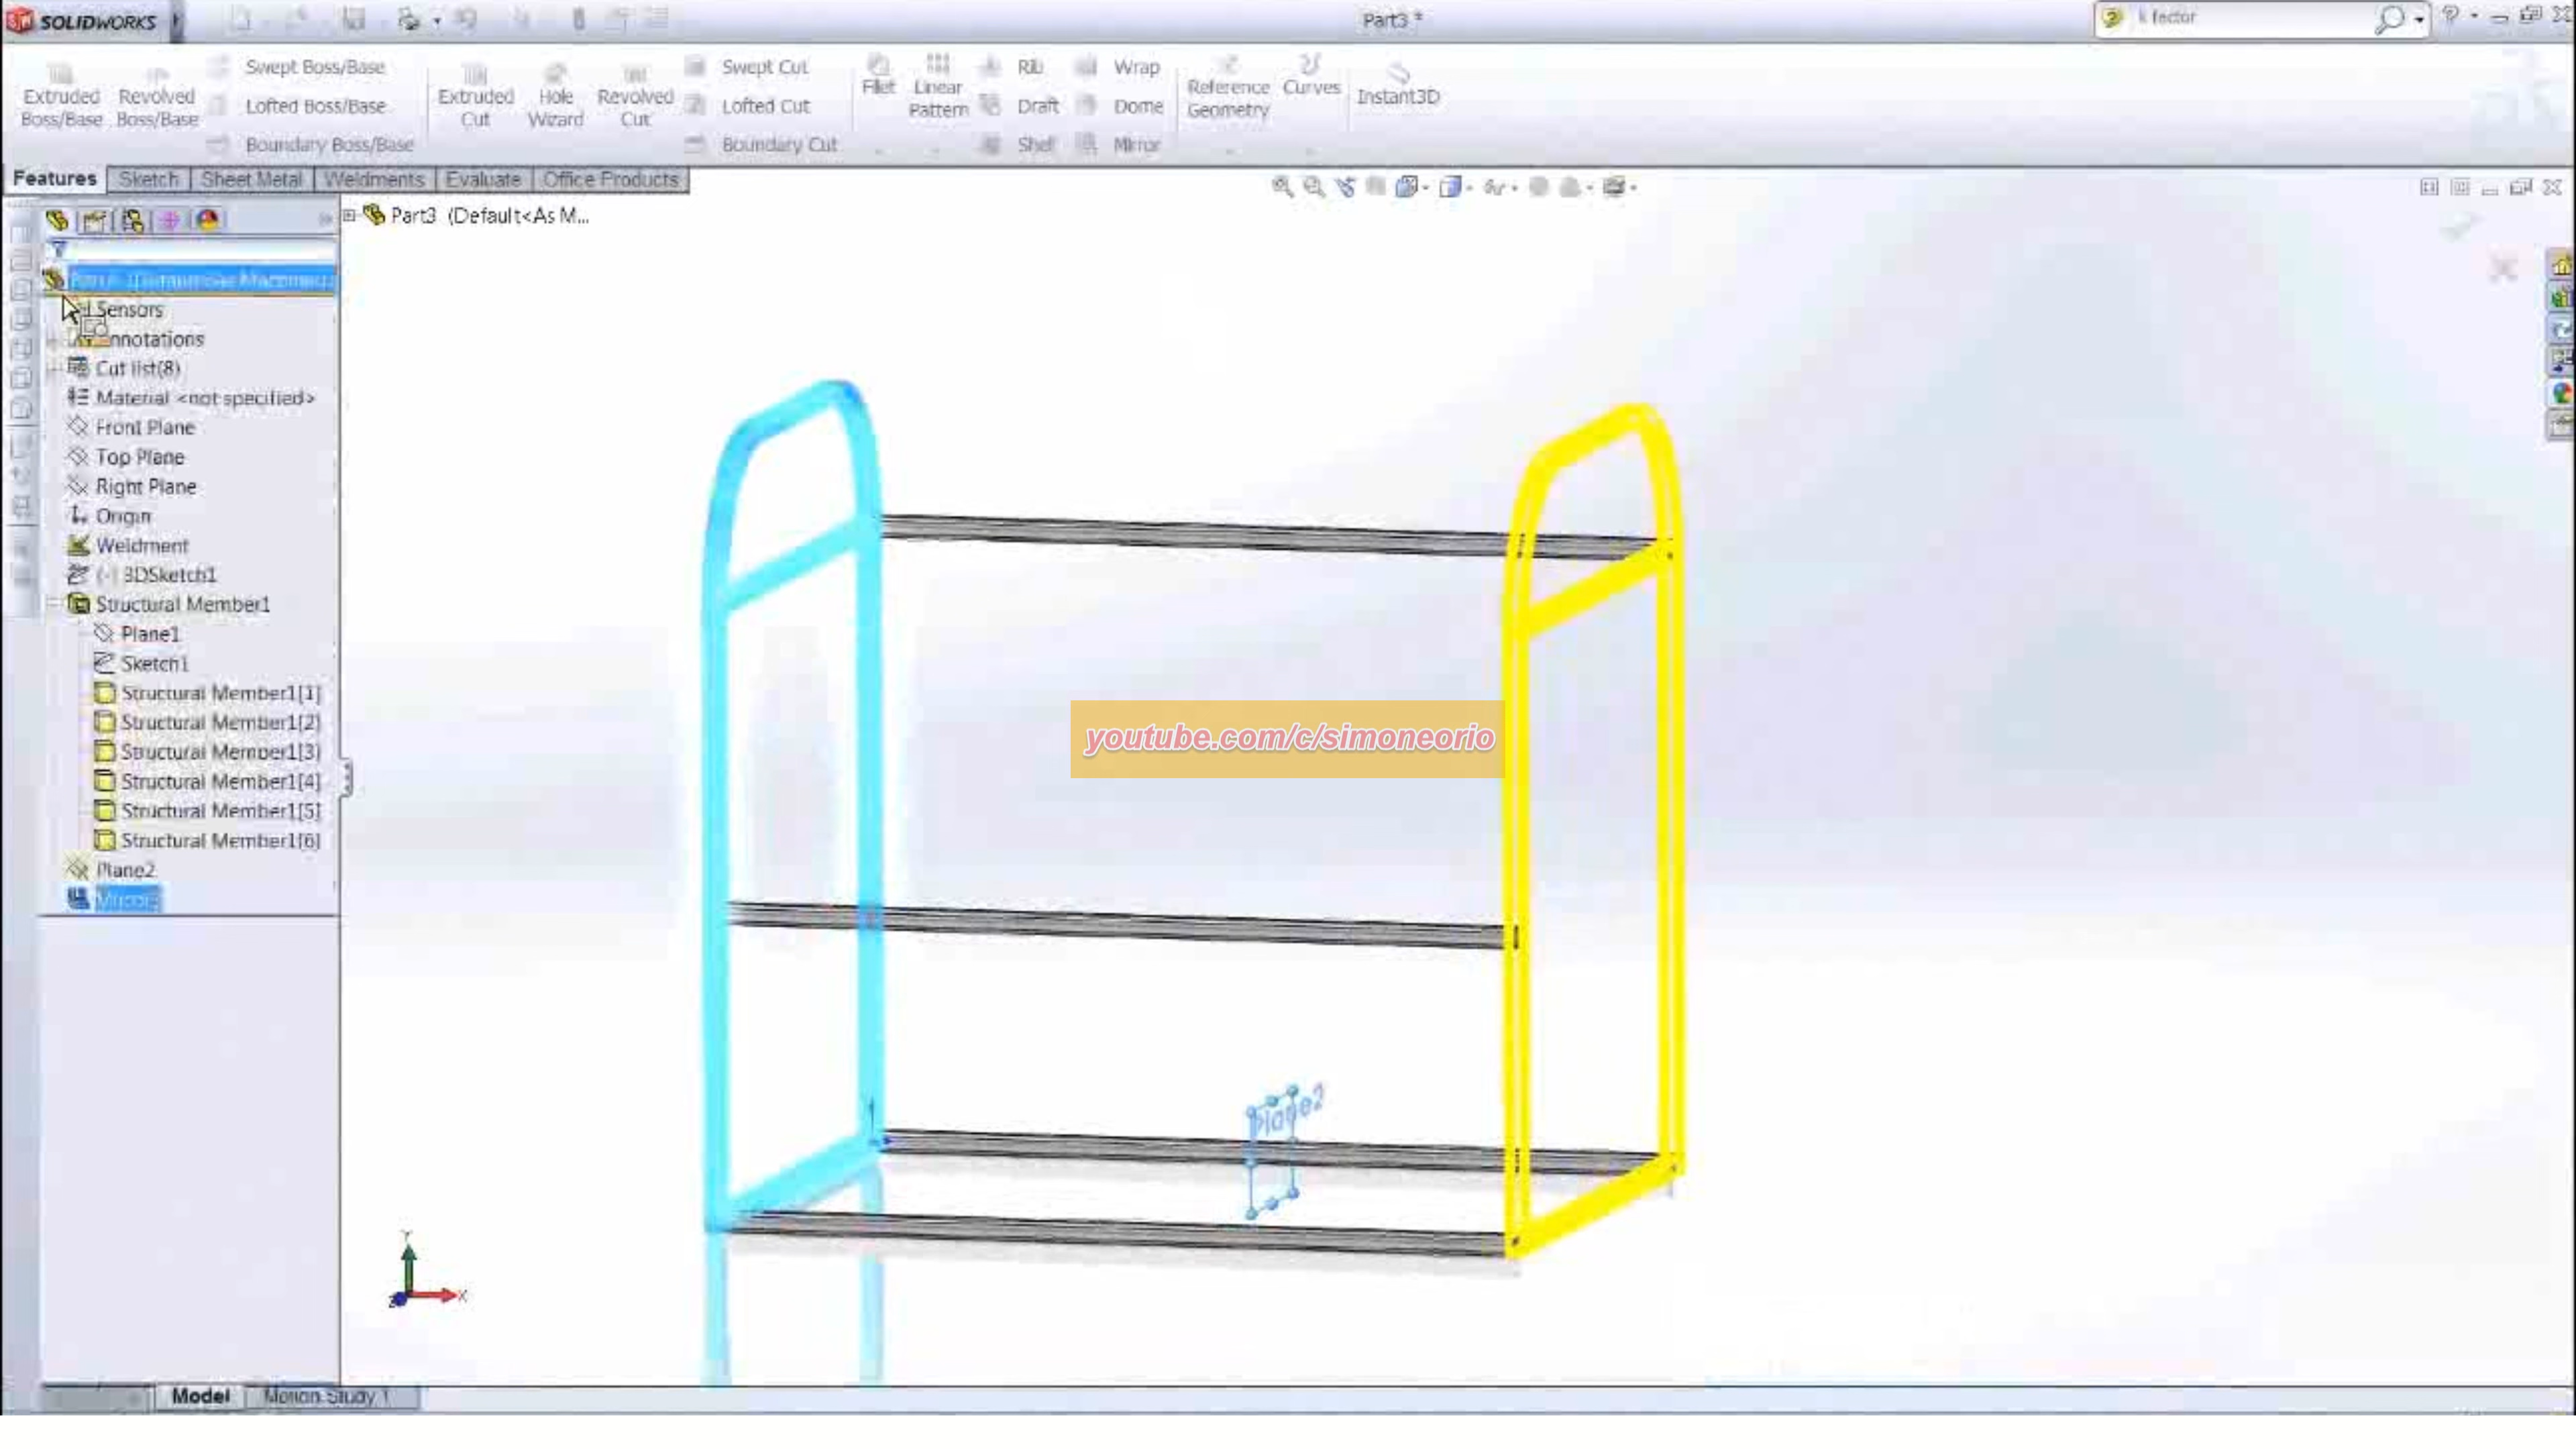 SOLIDWORKS
Part3 *
k factor
Extruded Boss/Base
Revolved Boss/Base
Swept Boss/Base
Lofted Boss/Base
Boundary Boss/Base
Extruded Cut
Hole Wizard
Revolved Cut
Swept Cut
Lofted Cut
Boundary Cut
Fillet
Linear Pattern
Rib
Draft
Shell
Wrap
Dome
Mirror
Reference Geometry
Curves
Instant3D
Features
Sketch
Sheet Metal
Weldments
Evaluate
Office Products
Part3 (Default<As M...
Sensors
Annotations
Cut list(8)
Material <not specified>
Front Plane
Top Plane
Right Plane
Origin
Weldment
(-) 3DSketch1
Structural Member1
Plane1
Sketch1
Structural Member1[1]
Structural Member1[2]
Structural Member1[3]
Structural Member1[4]
Structural Member1[5]
Structural Member1[6]
Plane2
youtube.com/c/simoneorio
Plane2
Y
X
Z
Model
Motion Study 1